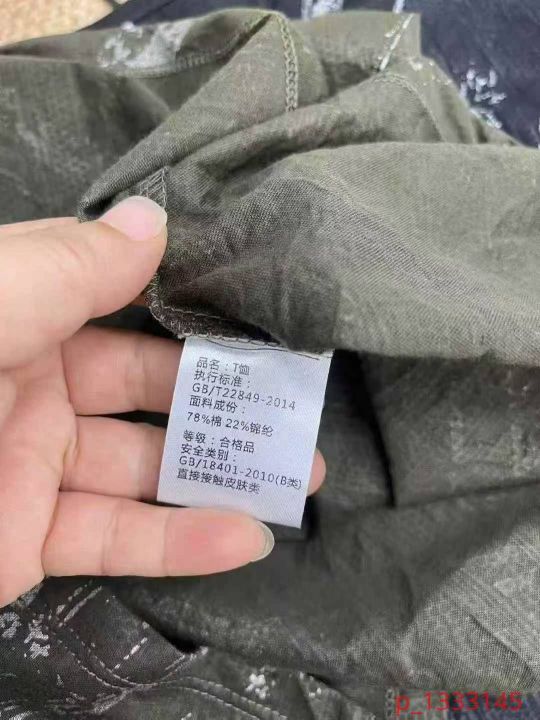 品名：T恤
执行标准：
GB/T22849-2014
面料成份：
78%棉 22%锦纶
等级：合格品
安全类别：
GB/18401-2010(B类)
直接接触皮肤类
p_1333145